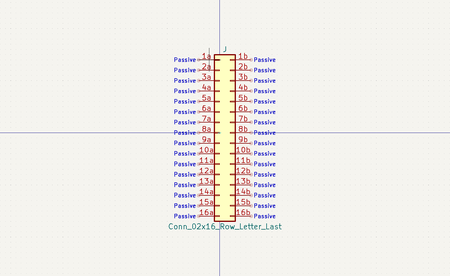 J
Passive 1a 1b Passive
Passive 2a 2b Passive
Passive 3a 3b Passive
Passive 4a 4b Passive
Passive 5a 5b Passive
Passive 6a 6b Passive
Passive 7a 7b Passive
Passive 8a 8b Passive
Passive 9a 9b Passive
Passive 10a 10b Passive
Passive 11a 11b Passive
Passive 12a 12b Passive
Passive 13a 13b Passive
Passive 14a 14b Passive
Passive 15a 15b Passive
Passive 16a 16b Passive
Conn_02x16_Row_Letter_Last